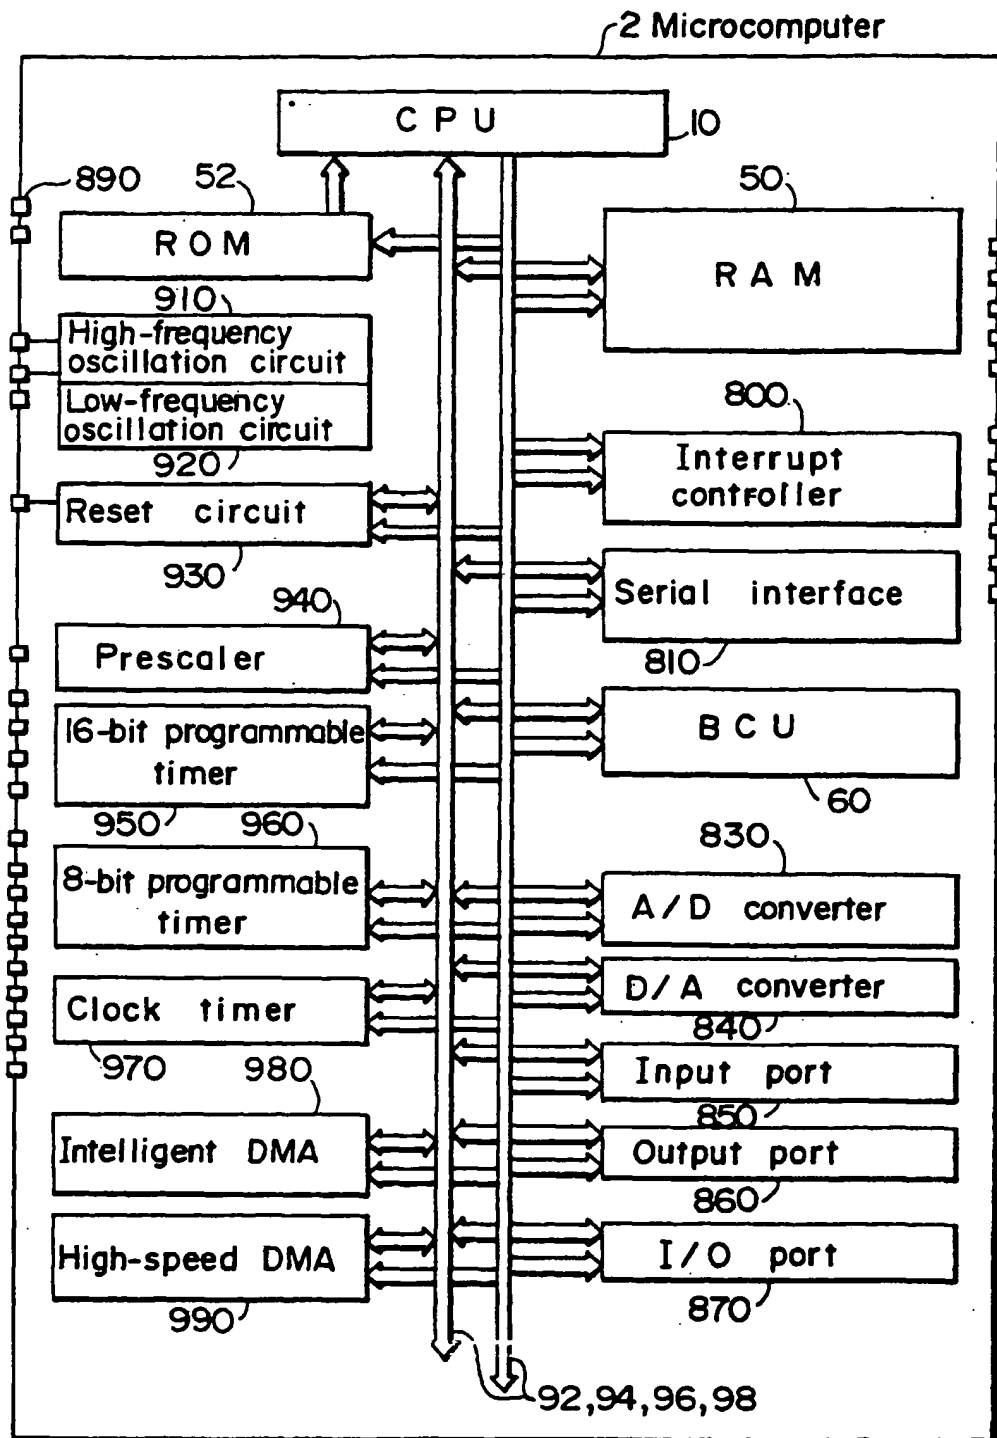 2 Microcomputer
CPU
10
890
52
ROM
50
RAM
910
High-frequency
oscillation circuit
Low-frequency
oscillation circuit
920
800
Interrupt
controller
Reset circuit
930
Serial interface
810
940
Prescaler
16-bit programmable
timer
950
BCU
60
960
8-bit programmable
timer
830
A/D converter
D/A converter
840
Clock timer
970
Input port
850
980
Intelligent DMA
Output port
860
High-speed DMA
990
I/O port
870
92,94,96,98